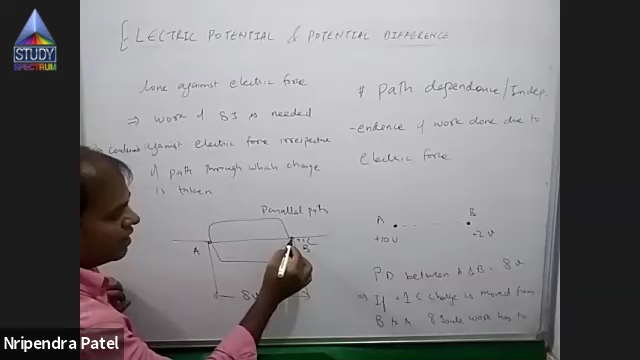 STUDY
SPECTRUM
[ELECTRIC POTENTIAL & POTENTIAL DIFFERENCE
done against electric force
⇒ work of 8J is needed
against electric force irrespective
of path through which charge
is taken
Parallel path
A
+1C
B
8v
# Path dependance/Indep.
-endence of work done due to
electric force
A
B
+10V
-2v
PD between A & B = 8v
⇒ If +1C charge is moved from
B to A 8 Joule work has to
Nripendra Patel